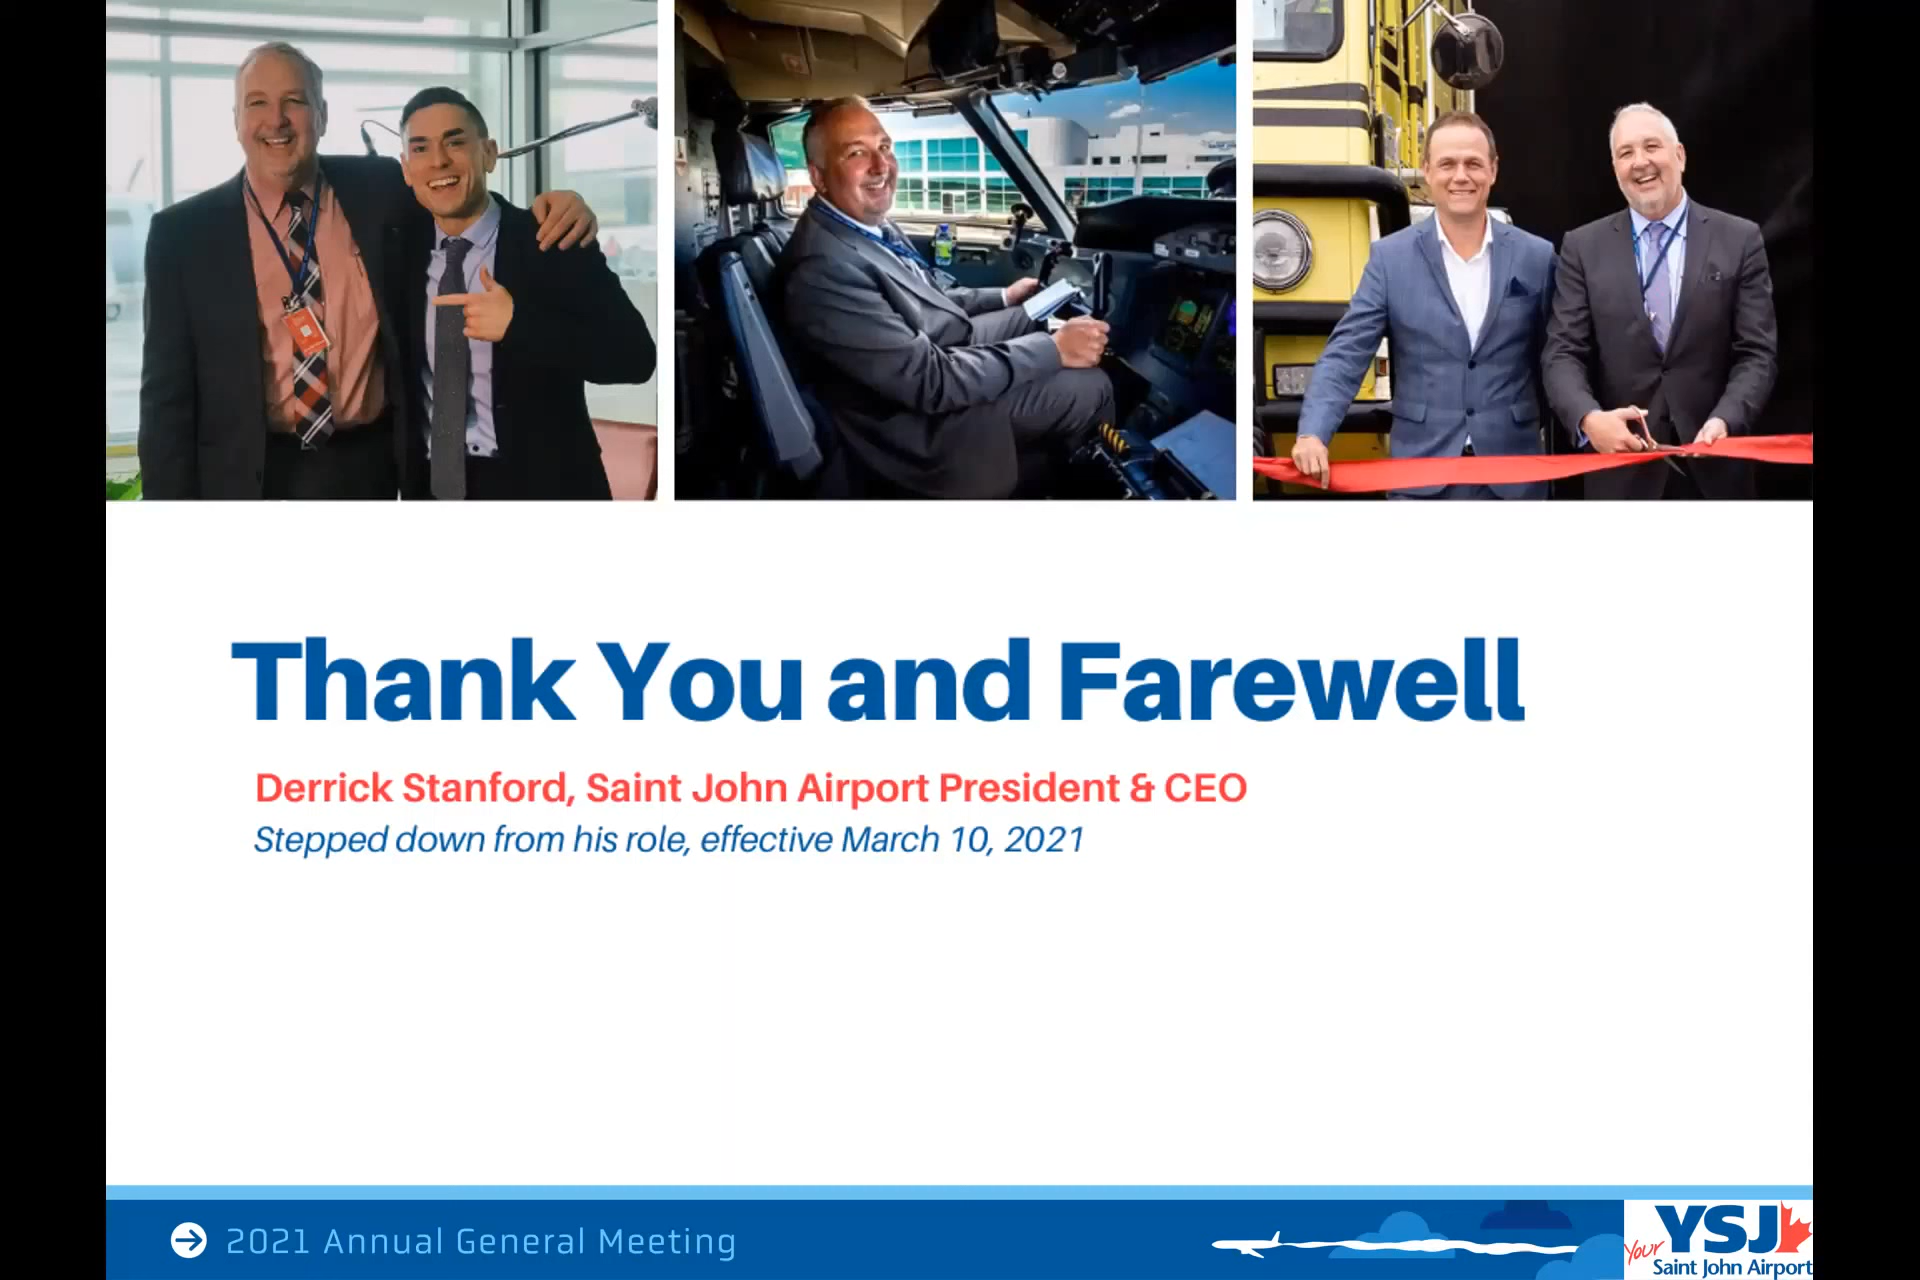 Thank You and Farewell
Derrick Stanford, Saint John Airport President & CEO
Stepped down from his role, effective March 10, 2021
2021 Annual General Meeting
Your YSJ
Saint John Airport